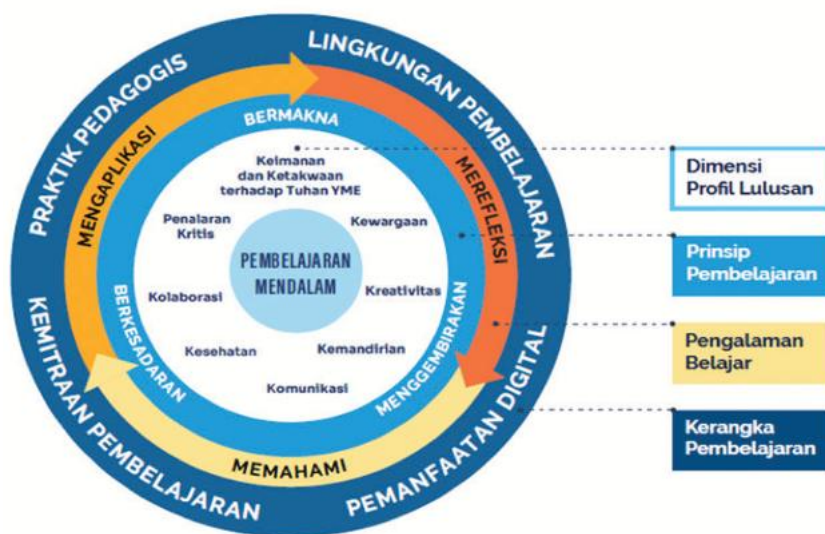 PRAKTIK PEDAGOGIS
LINGKUNGAN PEMBELAJARAN
KEMITRAAN PEMBELAJARAN
PEMANFAATAN DIGITAL
MENGAPLIKASI
MEREFLEKSI
MEMAHAMI
BERMAKNA
BERKESADARAN
MENGGEMBIRAKAN
Keimanan
dan Ketakwaan
terhadap Tuhan YME
Penalaran
Kritis
Kewargaan
PEMBELAJARAN
MENDALAM
Kolaborasi
Kreativitas
Kesehatan
Kemandirian
Komunikasi
Dimensi
Profil Lulusan
Prinsip
Pembelajaran
Pengalaman
Belajar
Kerangka
Pembelajaran